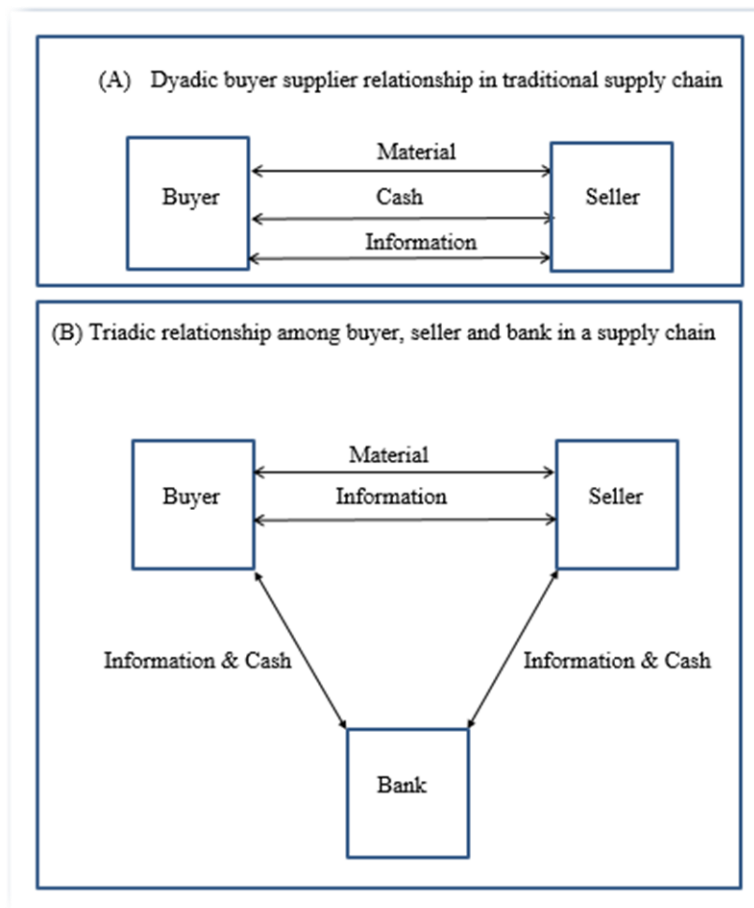 (A) Dyadic buyer supplier relationship in traditional supply chain
Material
Buyer
Cash
Seller
Information
(B) Triadic relationship among buyer, seller and bank in a supply chain
Material
Buyer
Information
Seller
Information & Cash
Information & Cash
Bank